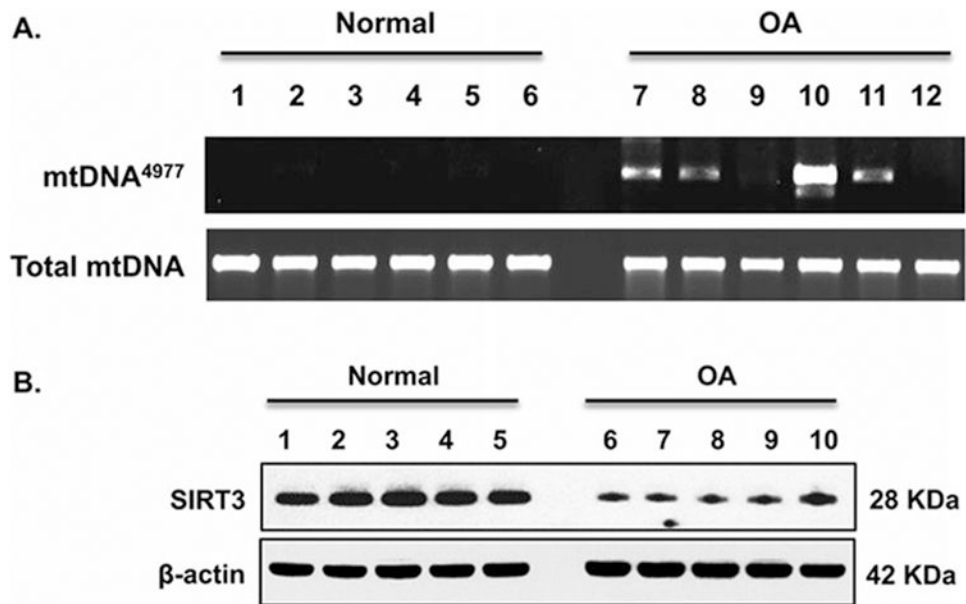 A.
Normal OA
1 2 3 4 5 6 7 8 9 10 11 12
mtDNA⁴⁹⁷⁷
Total mtDNA
B.
Normal OA
1 2 3 4 5 6 7 8 9 10
SIRT3 28 KDa
β-actin 42 KDa